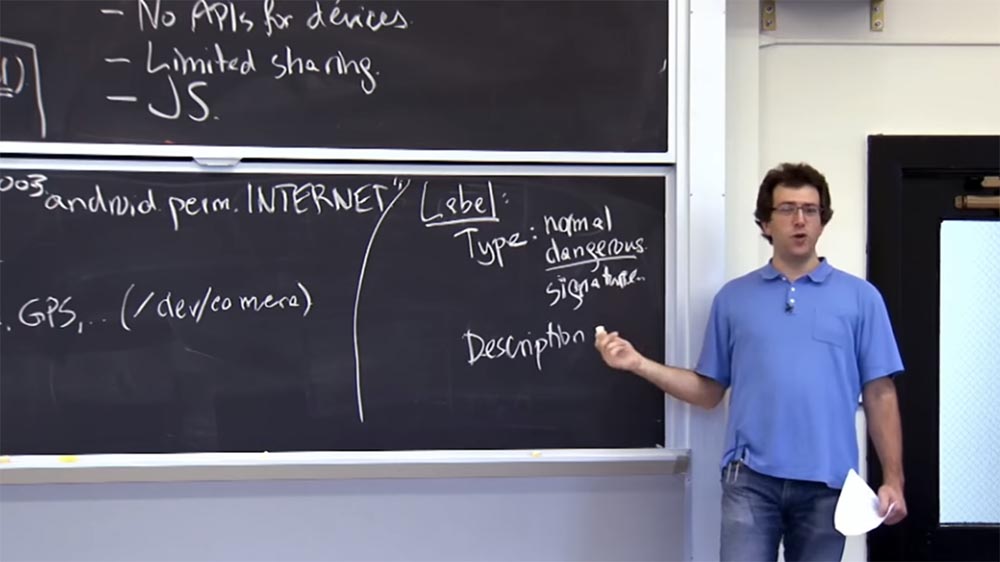 - No APIs for devices.
- Limited sharing.
- JS.
003
android.perm.INTERNET"
GPS,.. (/dev/camera)
Label:
Type: normal
dangerous
signature
Description